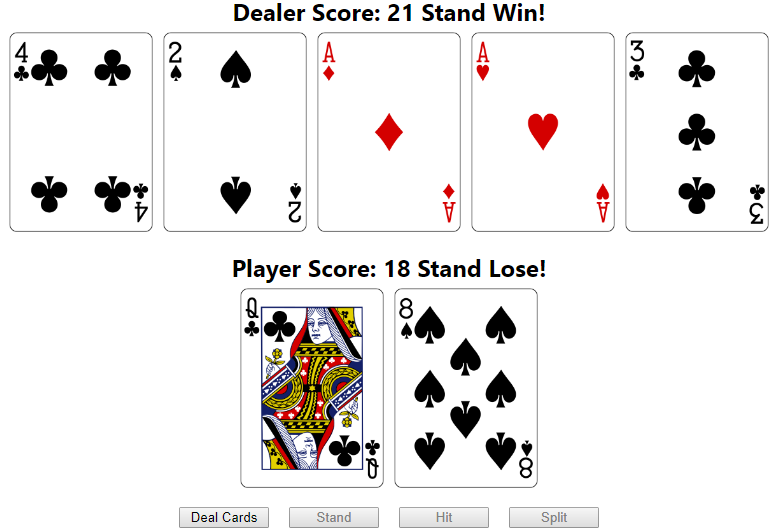 Dealer Score: 21 Stand Win!
4 2 A A 3
4 2 A A 3
Player Score: 18 Stand Lose!
Q 8
Q 8
Deal Cards Stand Hit Split